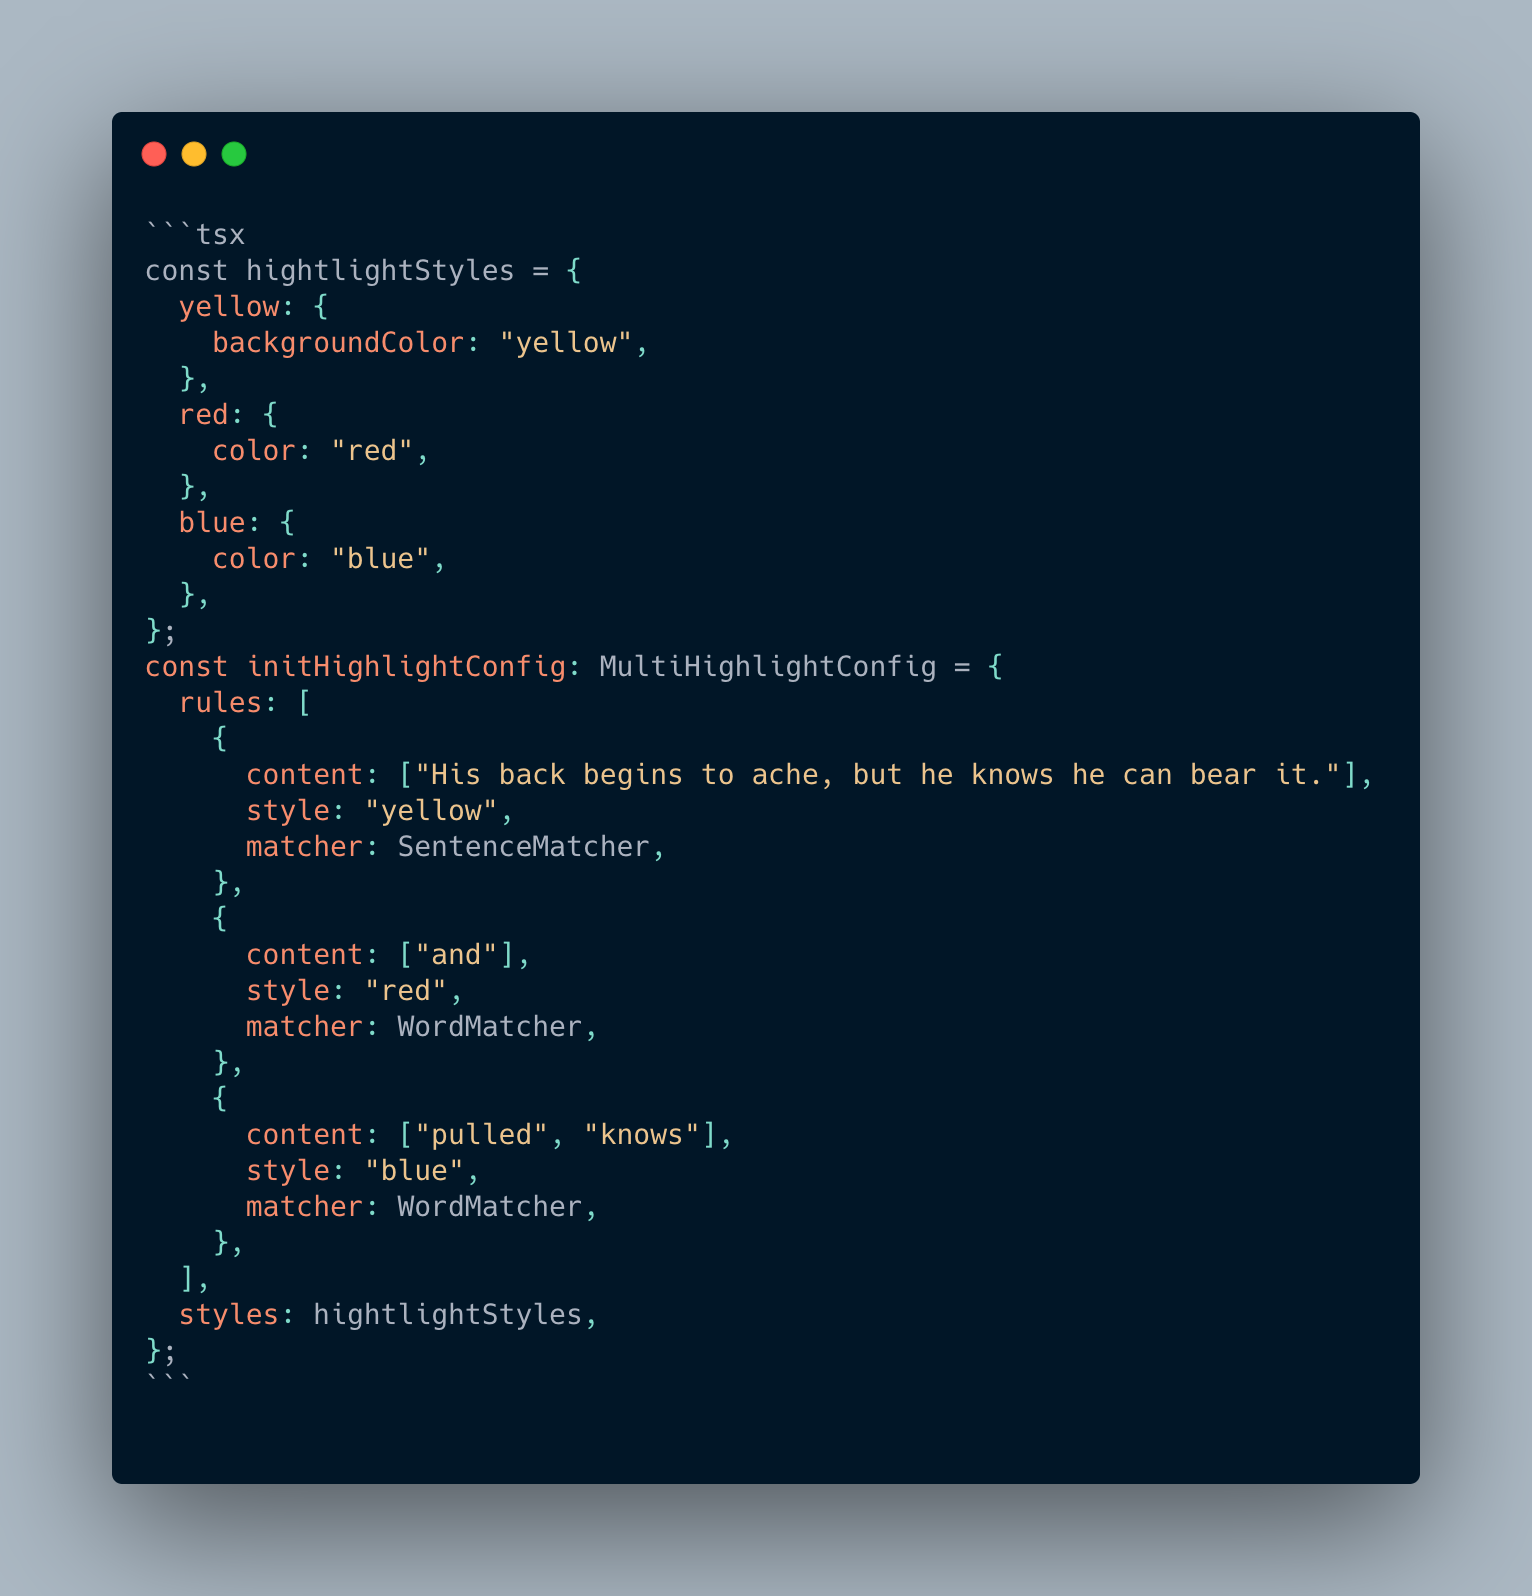 ```tsx
const hightlightStyles = {
  yellow: {
    backgroundColor: "yellow",
  },
  red: {
    color: "red",
  },
  blue: {
    color: "blue",
  },
};
const initHighlightConfig: MultiHighlightConfig = {
  rules: [
    {
      content: ["His back begins to ache, but he knows he can bear it."],
      style: "yellow",
      matcher: SentenceMatcher,
    },
    {
      content: ["and"],
      style: "red",
      matcher: WordMatcher,
    },
    {
      content: ["pulled", "knows"],
      style: "blue",
      matcher: WordMatcher,
    },
  ],
  styles: hightlightStyles,
};
```